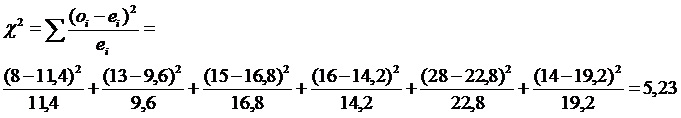 χ² = ∑ (oᵢ – eᵢ)² / eᵢ =
(8–11,4)² / 11,4 + (13–9,6)² / 9,6 + (15–16,8)² / 16,8 + (16–14,2)² / 14,2 + (28–22,8)² / 22,8 + (14–19,2)² / 19,2 = 5,23